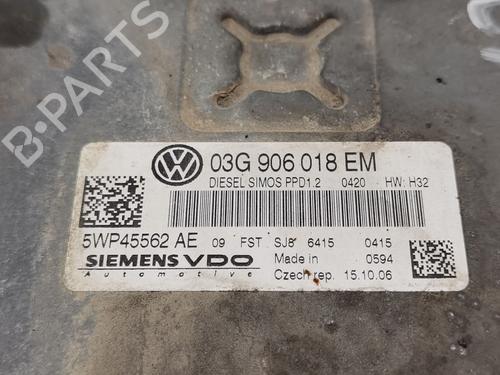 B-PARTS
03G 906 018 EM
DIESEL SIMOS PPD1.2 0420 HW: H32
5WP45562 AE 09 FST SJ6 6415 0415
SIEMENS VDO Made in 0594
Automotive Czech rep. 15.10.06